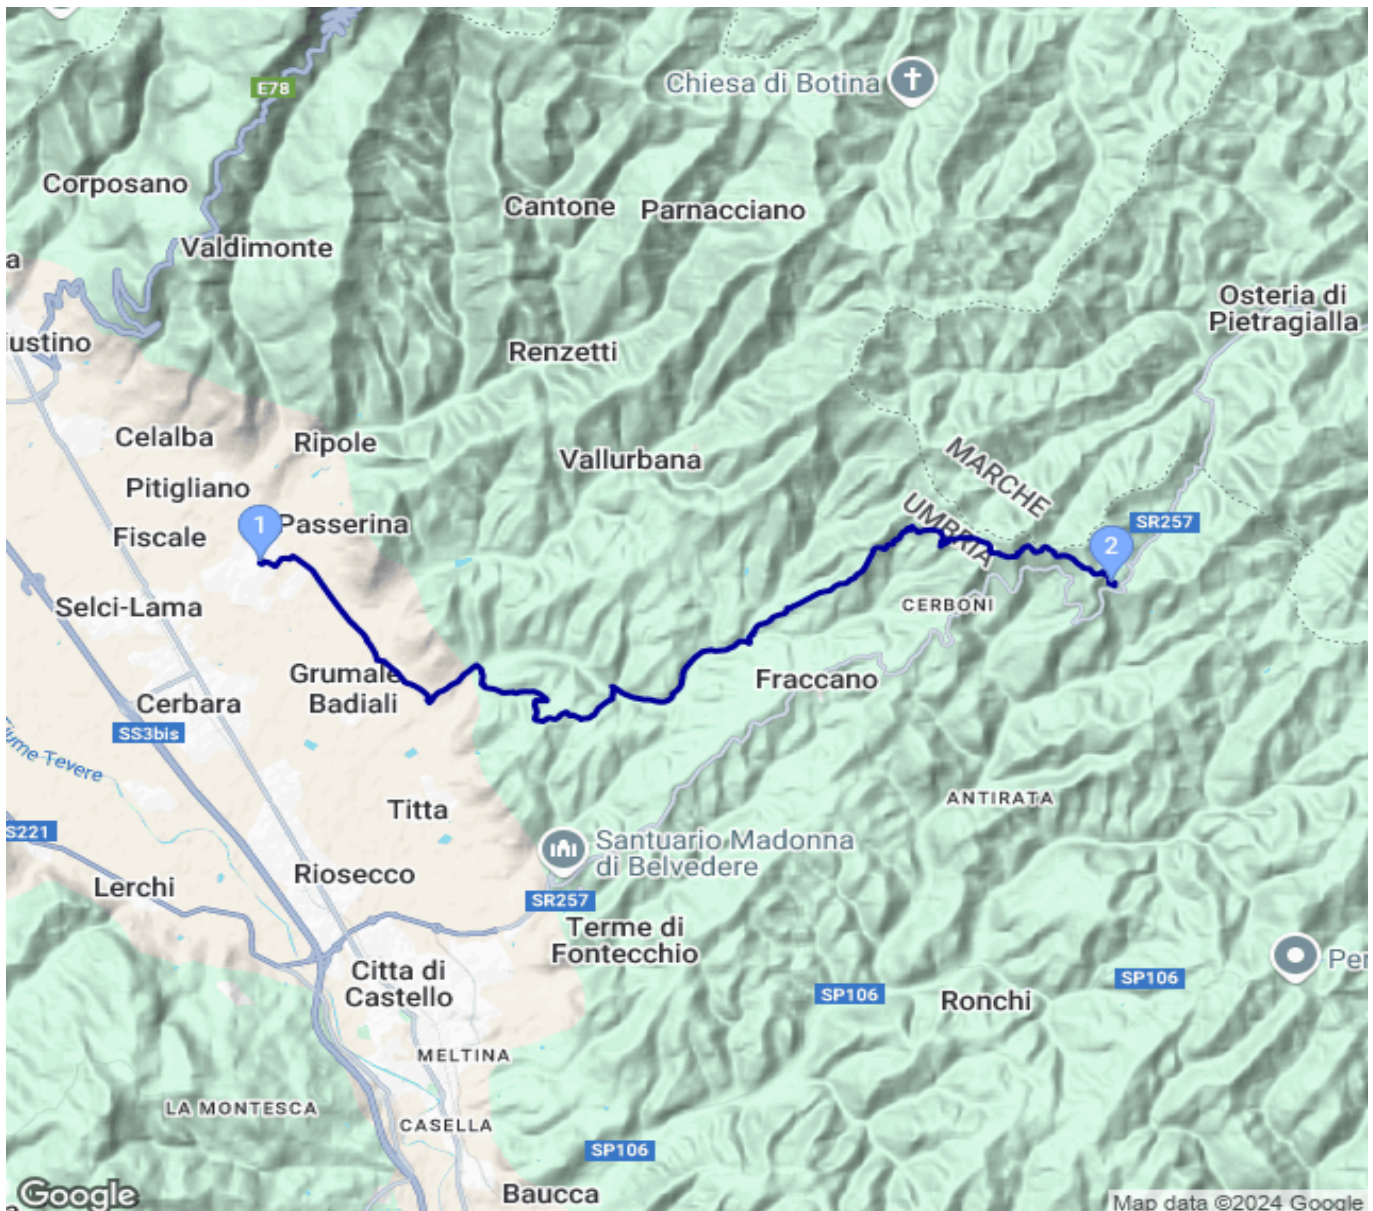 Chiesa di Botina
E78
Corposano
Cantone
Parnacciano
Valdimonte
a
Osteria di
Pietragialla
iustino
Renzetti
Celalba
Ripole
Vallurbana
MARCHE
Pitigliano
UMBRIA
1
Passerina
SR257
Fiscale
2
Selci-Lama
CERBONI
Grumale
Badiali
Fraccano
Cerbara
SS3bis
ume Tevere
Titta
ANTIRATA
S221
Santuario Madonna
di Belvedere
Riosecco
Lerchi
SR257
Terme di
Fontecchio
Citta di
Castello
Per
SP106
SP106
Ronchi
MELTINA
LA MONTESCA
CASELLA
SP106
Baucca
Google
Map data ©2024 Google